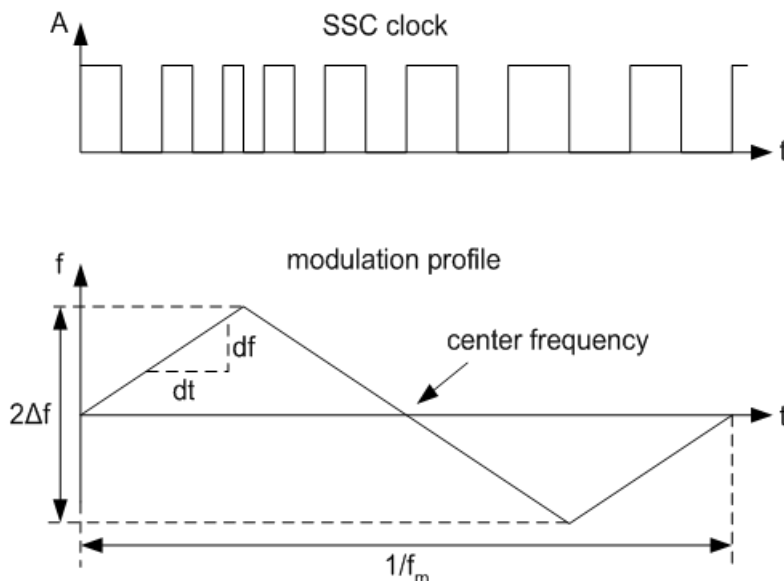 A
SSC clock
t
f
modulation profile
center frequency
df
dt
2Δf
t
1/fm